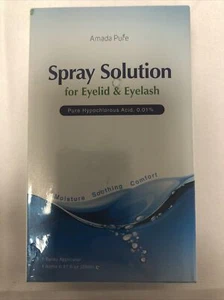 Amada Pure
Spray Solution
for Eyelid & Eyelash
Pure Hypochlorous Acid, 0.01%
Moisture Soothing Comfort